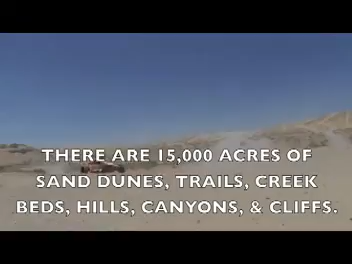 THERE ARE 15,000 ACRES OF
SAND DUNES, TRAILS, CREEK
BEDS, HILLS, CANYONS, & CLIFFS.